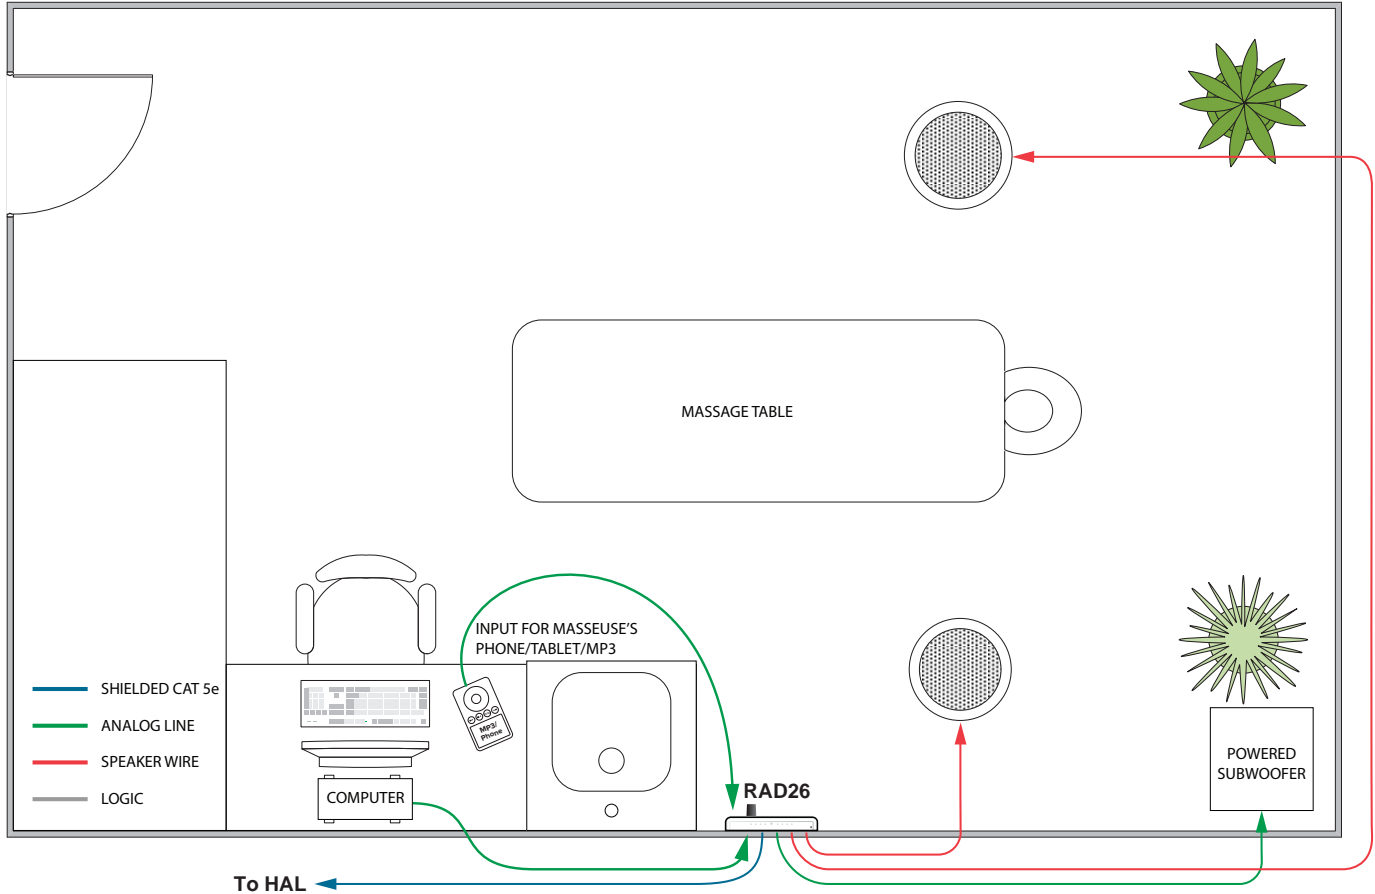 MASSAGE TABLE
INPUT FOR MASSEUSE'S
PHONE/TABLET/MP3
SHIELDED CAT 5e
ANALOG LINE
SPEAKER WIRE
LOGIC
MP3/
Phone
COMPUTER
RAD26
POWERED
SUBWOOFER
To HAL